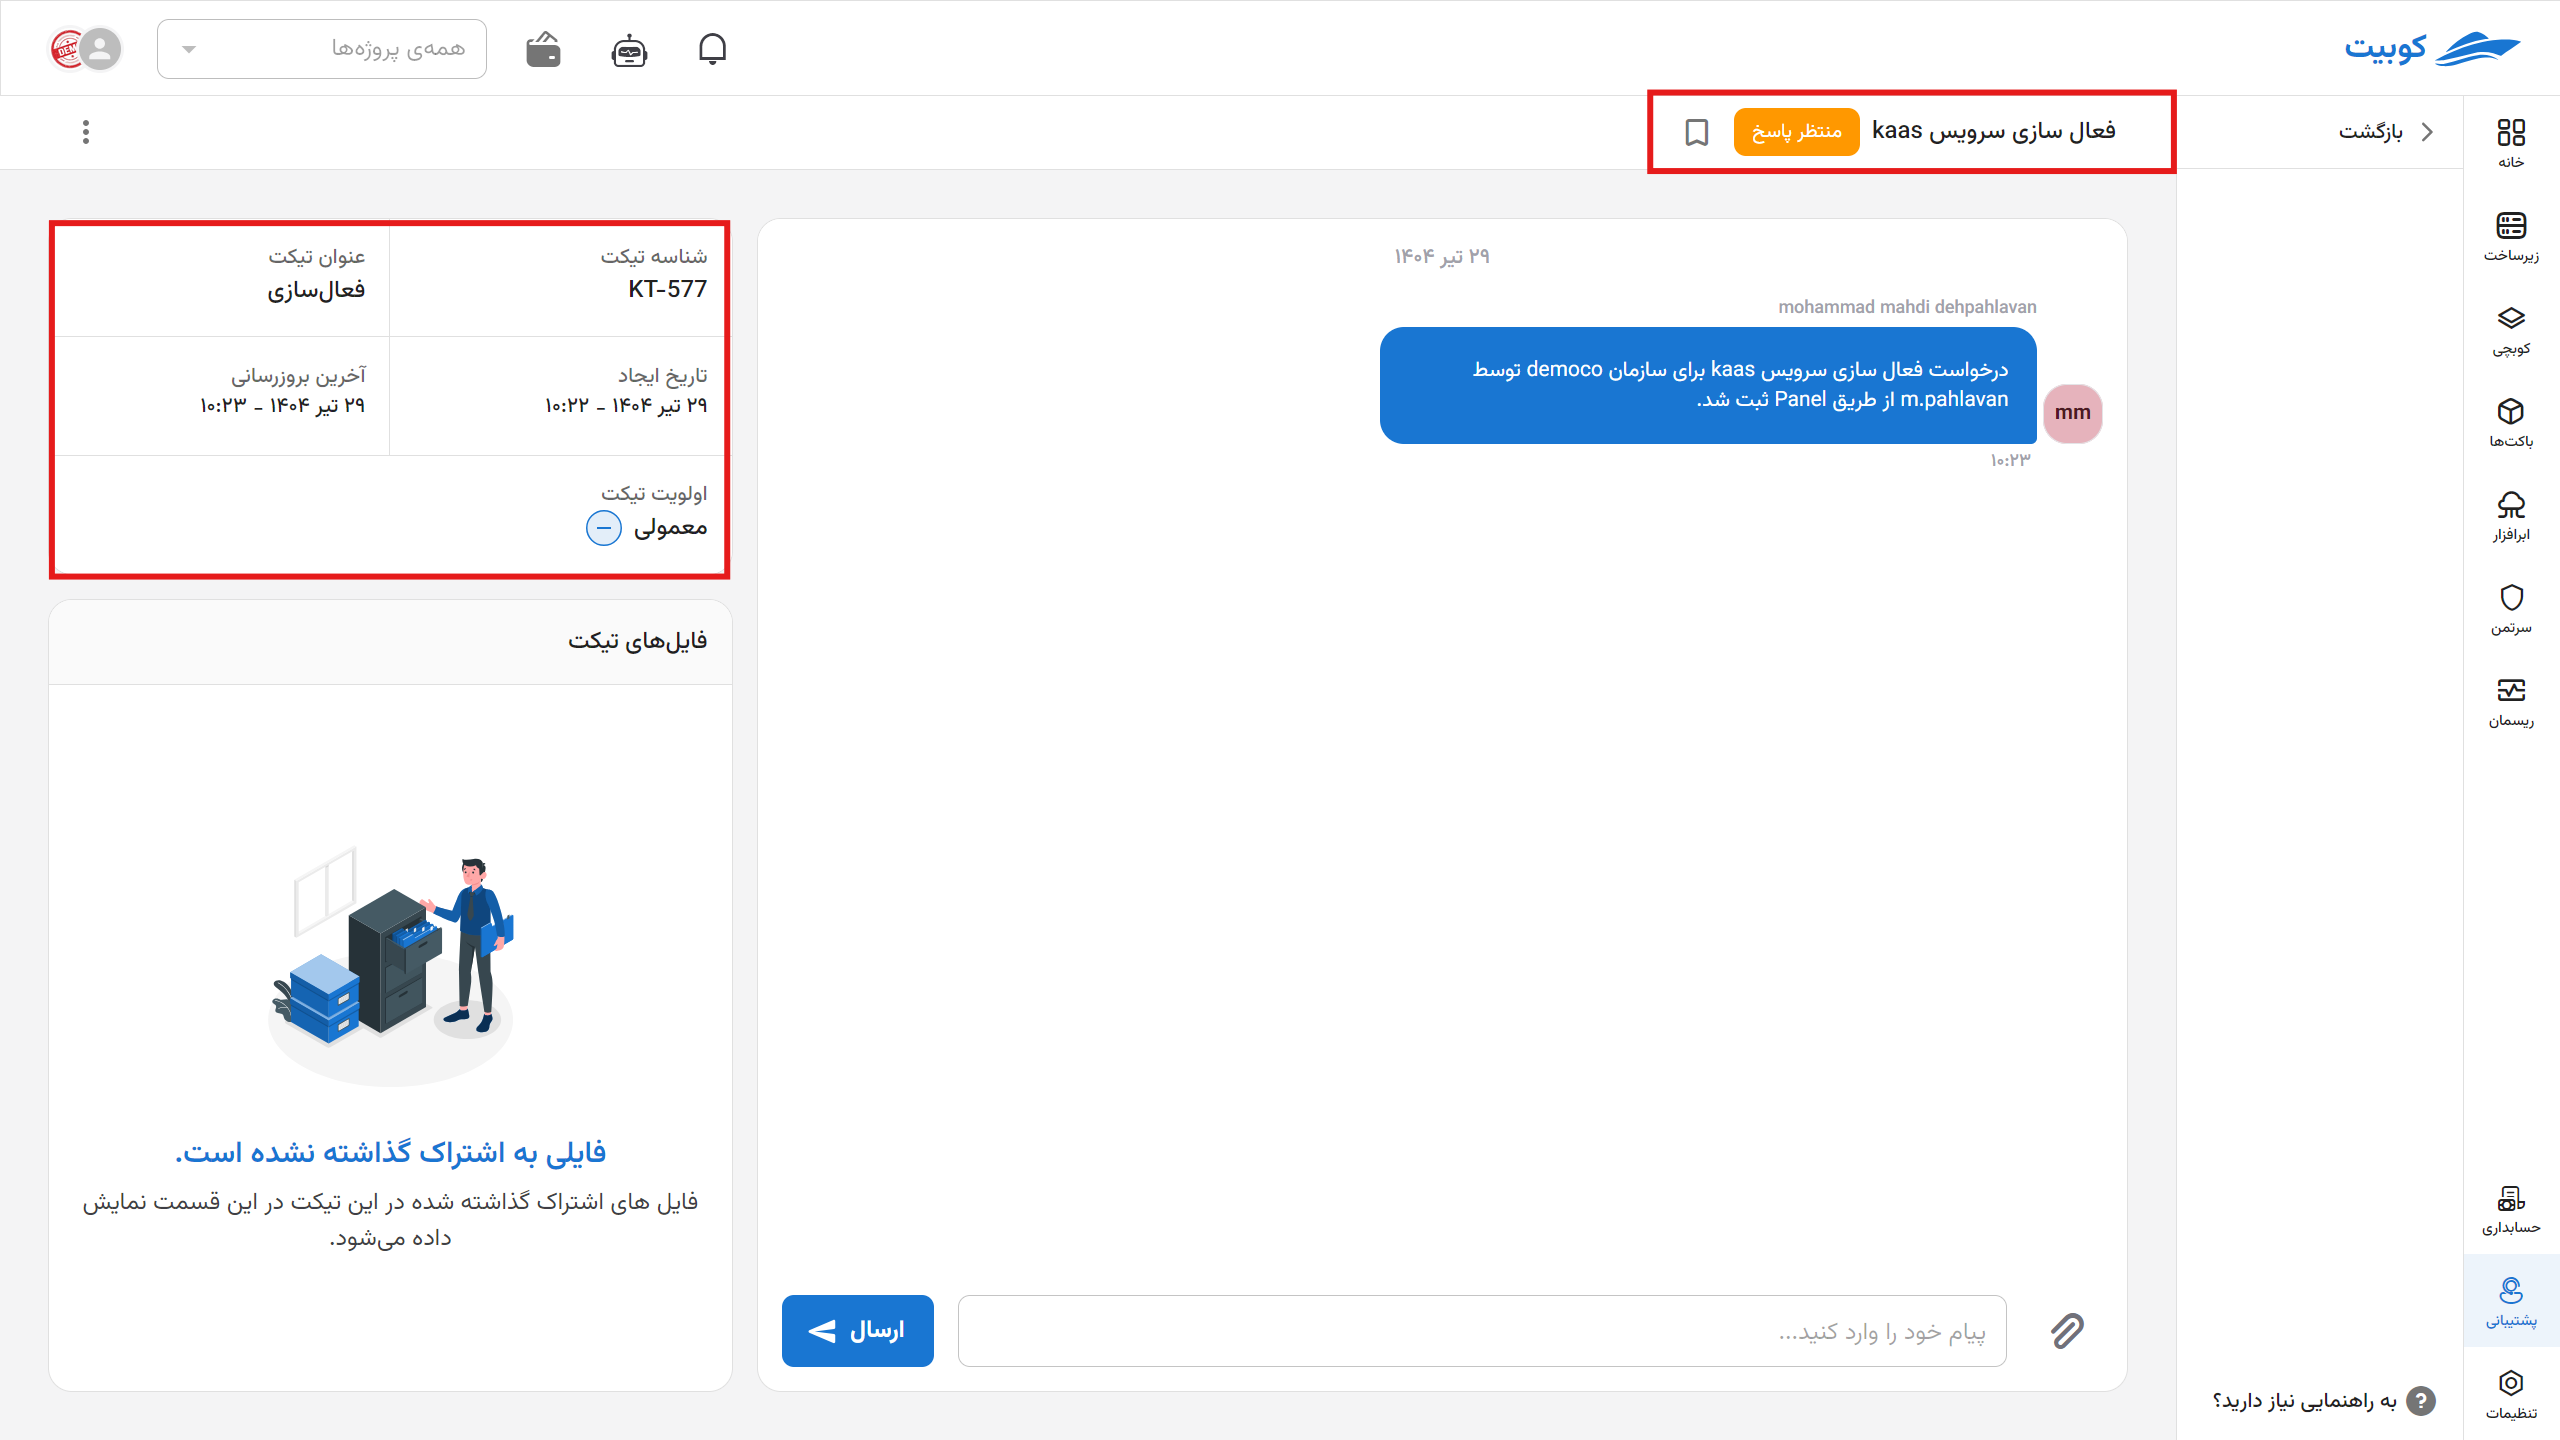 کوبیت
همه‌ی پروژه‌ها
بازگشت
فعال سازی سرویس kaas
منتظر پاسخ
خانه
زیرساخت
کوبچی
باکت‌ها
ابرافزار
سرتمن
ریسمان
حسابداری
پشتیبانی
تنظیمات
به راهنمایی نیاز دارید؟
۲۹ تیر ۱۴۰۴
mohammad mahdi dehpahlavan
درخواست فعال سازی سرویس kaas برای سازمان democo توسط
m.pahlavan از طریق Panel ثبت شد.
mm
۱۰:۲۳
پیام خود را وارد کنید...
ارسال
شناسه تیکت
KT-577
عنوان تیکت
فعال‌سازی
تاریخ ایجاد
۲۹ تیر ۱۴۰۴ - ۱۰:۲۲
آخرین بروزرسانی
۲۹ تیر ۱۴۰۴ - ۱۰:۲۳
اولویت تیکت
معمولی
فایل‌های تیکت
فایلی به اشتراک گذاشته نشده است.
فایل های اشتراک گذاشته شده در این تیکت در این قسمت نمایش
داده می‌شود.